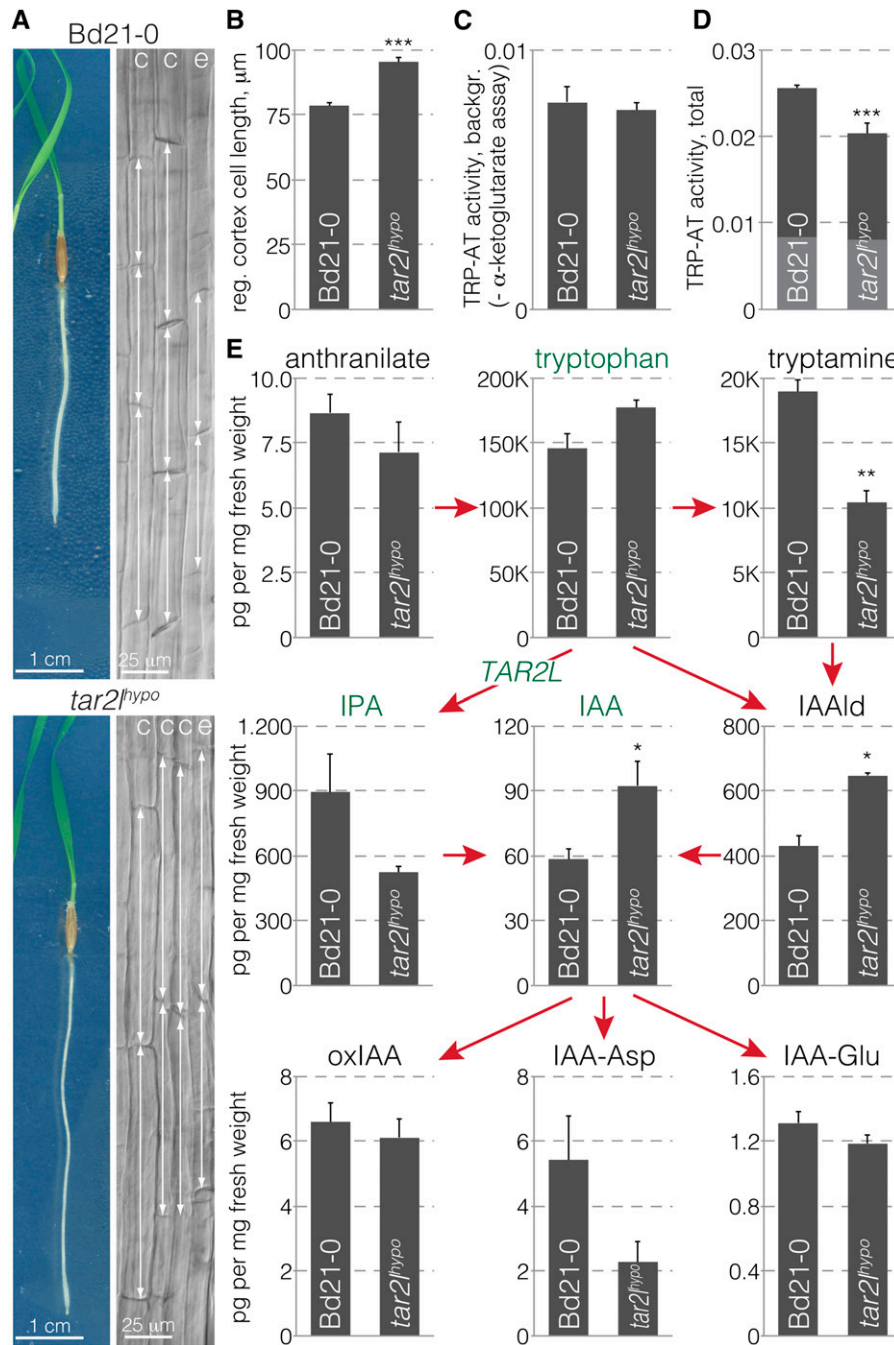 A
Bd21-0
c c e
1 cm
25 µm
tar2l^hypo
c c c e
1 cm
25 µm
B
reg. cortex cell length, µm
100
75
50
25
0
***
Bd21-0
tar2l^hypo
C
TRP-AT activity, backgr.
(- α-ketoglutarate assay)
0.01
0
Bd21-0
tar2l^hypo
D
TRP-AT activity, total
0.03
0.02
0.01
0
***
Bd21-0
tar2l^hypo
E
anthranilate
pg per mg fresh weight
10.0
7.5
5.0
2.5
0
Bd21-0
tar2l^hypo
tryptophan
200K
150K
100K
50K
0
Bd21-0
tar2l^hypo
tryptamine
20K
15K
10K
5K
0
**
Bd21-0
tar2l^hypo
TAR2L
IPA
pg per mg fresh weight
1.200
900
600
300
0
Bd21-0
tar2l^hypo
IAA
120
90
60
30
0
*
Bd21-0
tar2l^hypo
IAAld
800
600
400
200
0
*
Bd21-0
tar2l^hypo
oxIAA
pg per mg fresh weight
8
6
4
2
0
Bd21-0
tar2l^hypo
IAA-Asp
8
6
4
2
0
Bd21-0
tar2l^hypo
IAA-Glu
1.6
1.2
0.8
0.4
0
Bd21-0
tar2l^hypo